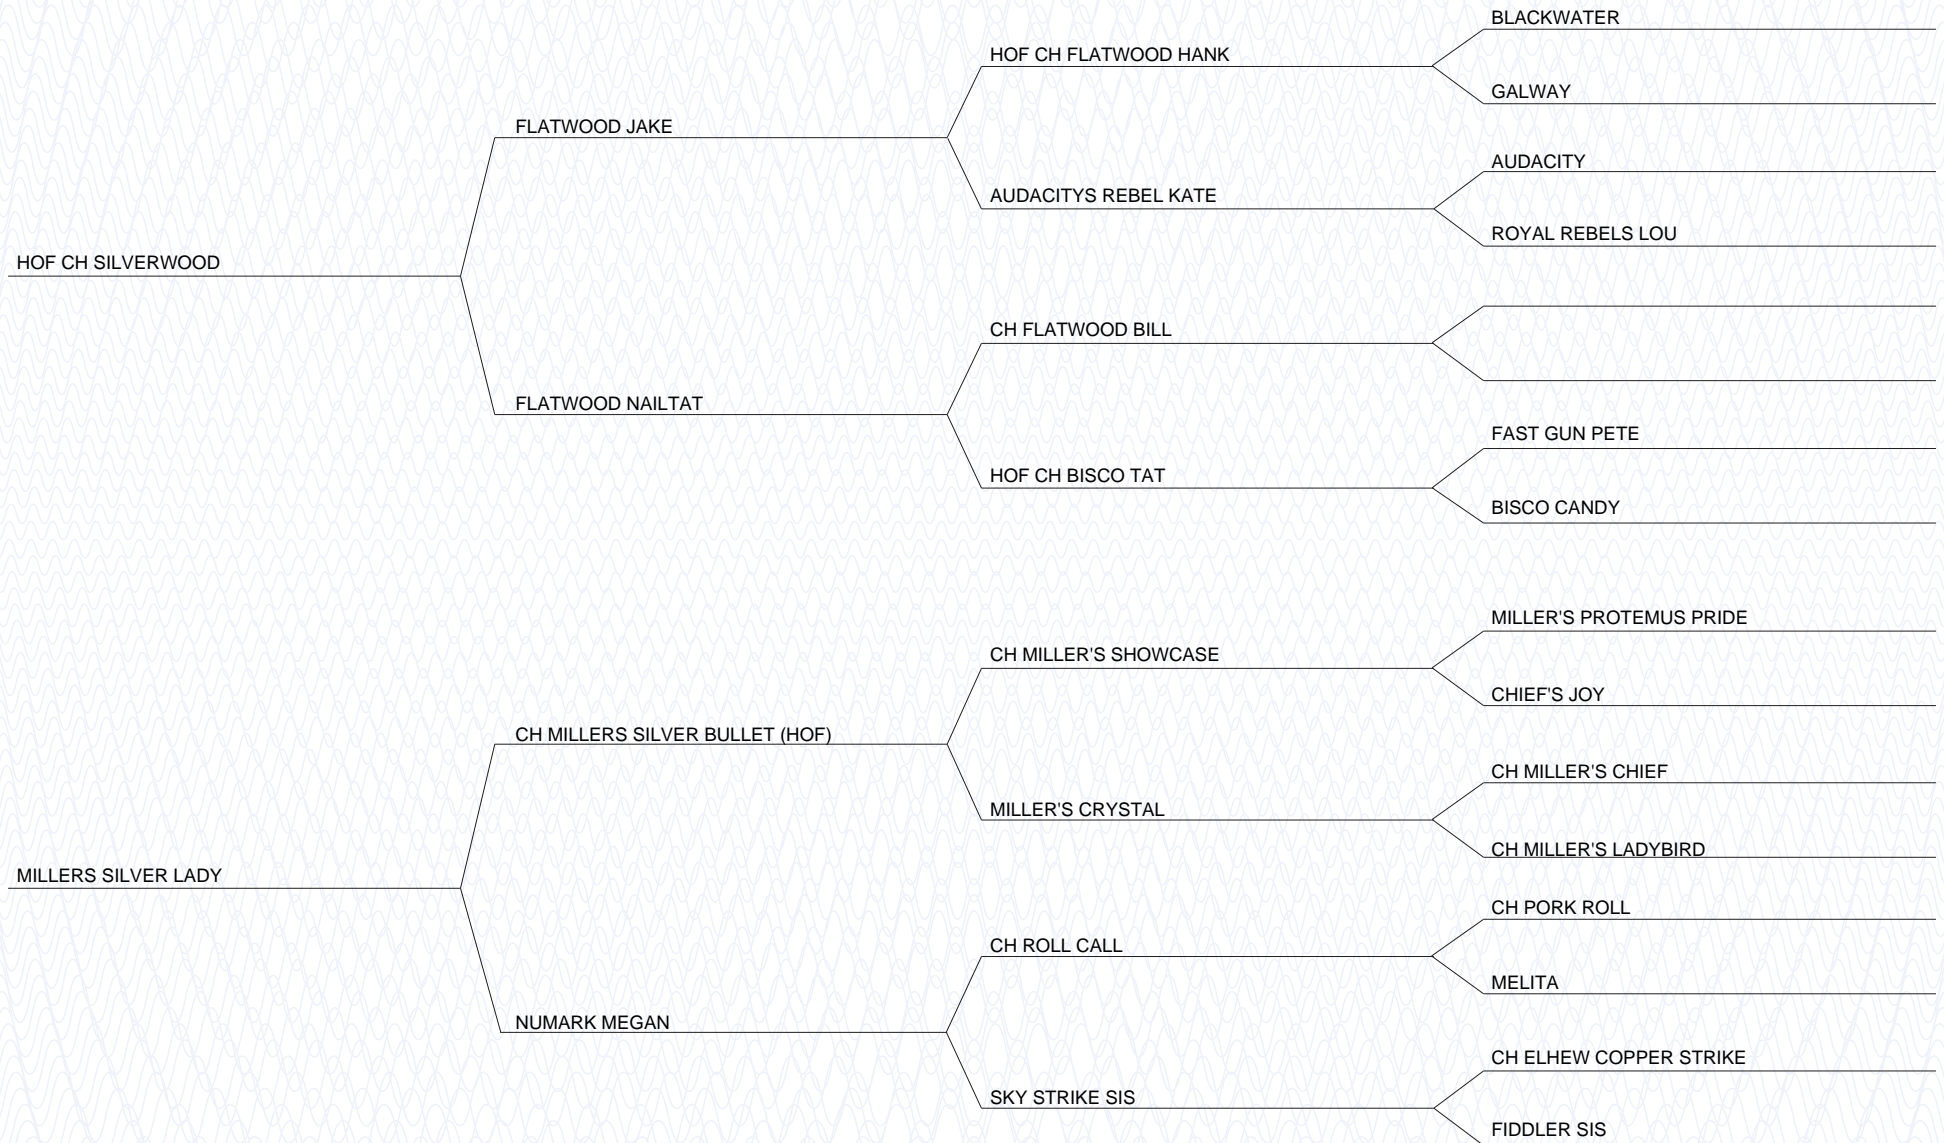 BLACKWATER
HOF CH FLATWOOD HANK
GALWAY
FLATWOOD JAKE
AUDACITY
AUDACITYS REBEL KATE
ROYAL REBELS LOU
HOF CH SILVERWOOD
CH FLATWOOD BILL
FLATWOOD NAILTAT
FAST GUN PETE
HOF CH BISCO TAT
BISCO CANDY
MILLER'S PROTEMUS PRIDE
CH MILLER'S SHOWCASE
CHIEF'S JOY
CH MILLERS SILVER BULLET (HOF)
CH MILLER'S CHIEF
MILLER'S CRYSTAL
CH MILLER'S LADYBIRD
MILLERS SILVER LADY
CH PORK ROLL
CH ROLL CALL
MELITA
NUMARK MEGAN
CH ELHEW COPPER STRIKE
SKY STRIKE SIS
FIDDLER SIS